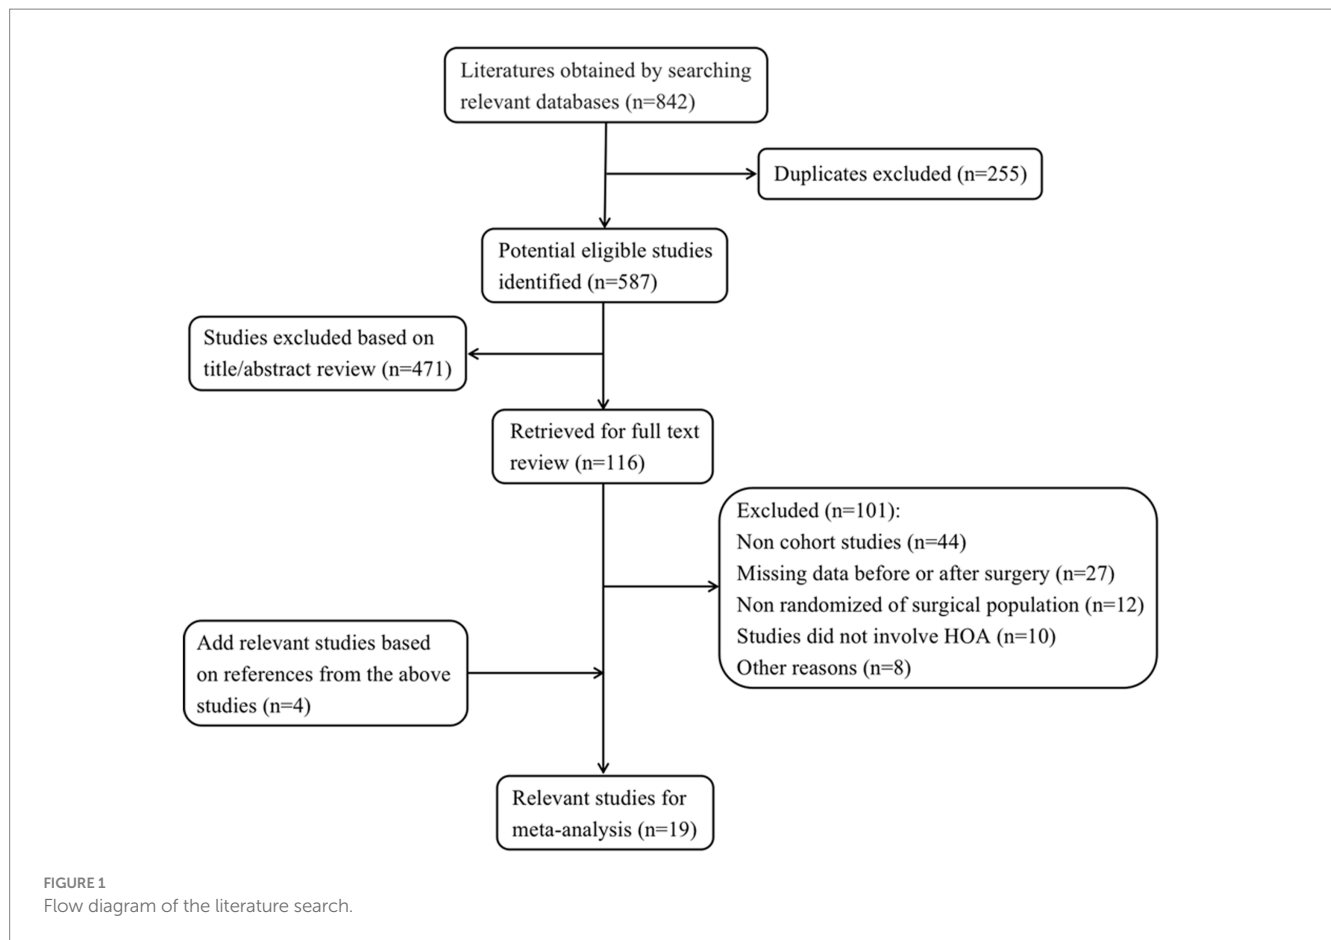 Literatures obtained by searching
relevant databases (n=842)
Duplicates excluded (n=255)
Potential eligible studies
identified (n=587)
Studies excluded based on
title/abstract review (n=471)
Retrieved for full text
review (n=116)
Excluded (n=101):
Non cohort studies (n=44)
Missing data before or after surgery (n=27)
Non randomized of surgical population (n=12)
Studies did not involve HOA (n=10)
Other reasons (n=8)
Add relevant studies based
on references from the above
studies (n=4)
Relevant studies for
meta-analysis (n=19)
FIGURE 1
Flow diagram of the literature search.